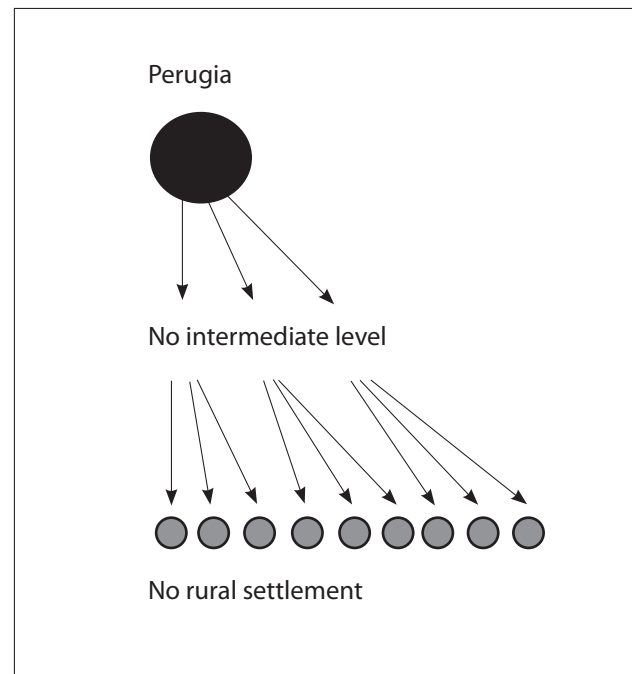 Perugia
No intermediate level
No rural settlement